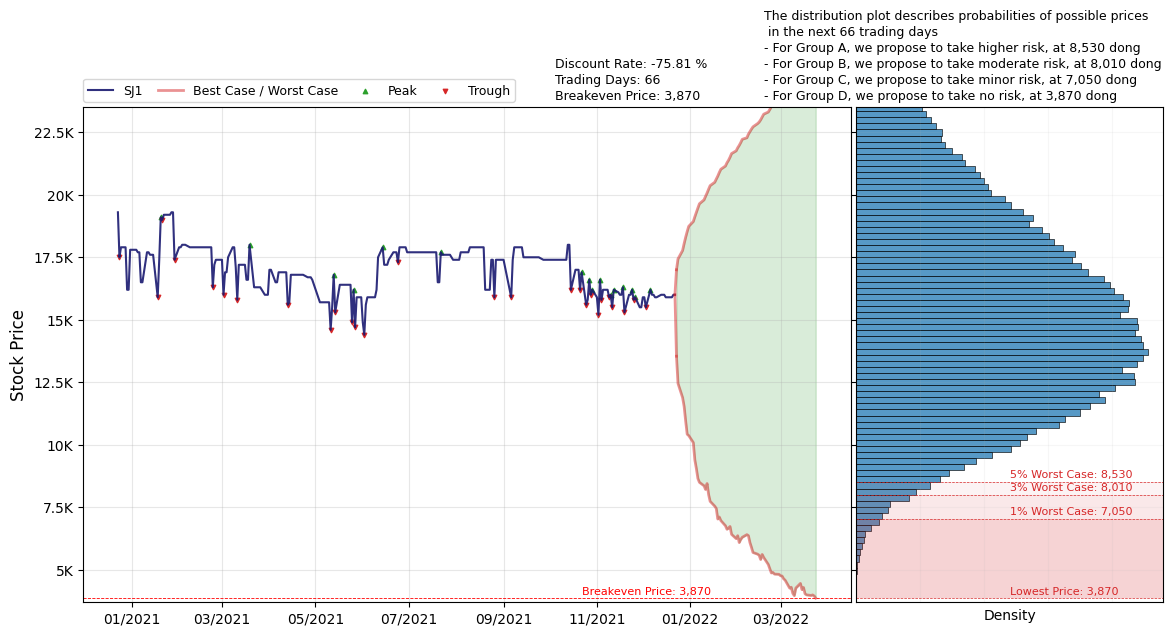 The distribution plot describes probabilities of possible prices
in the next 66 trading days
- For Group A, we propose to take higher risk, at 8,530 dong
- For Group B, we propose to take moderate risk, at 8,010 dong
- For Group C, we propose to take minor risk, at 7,050 dong
- For Group D, we propose to take no risk, at 3,870 dong
Discount Rate: -75.81 %
Trading Days: 66
Breakeven Price: 3,870
SJ1 Best Case / Worst Case Peak Trough
Stock Price
22.5K
20K
17.5K
15K
12.5K
10K
7.5K
5K
Breakeven Price: 3,870
01/2021 03/2021 05/2021 07/2021 09/2021 11/2021 01/2022 03/2022
5% Worst Case: 8,530
3% Worst Case: 8,010
1% Worst Case: 7,050
Lowest Price: 3,870
Density